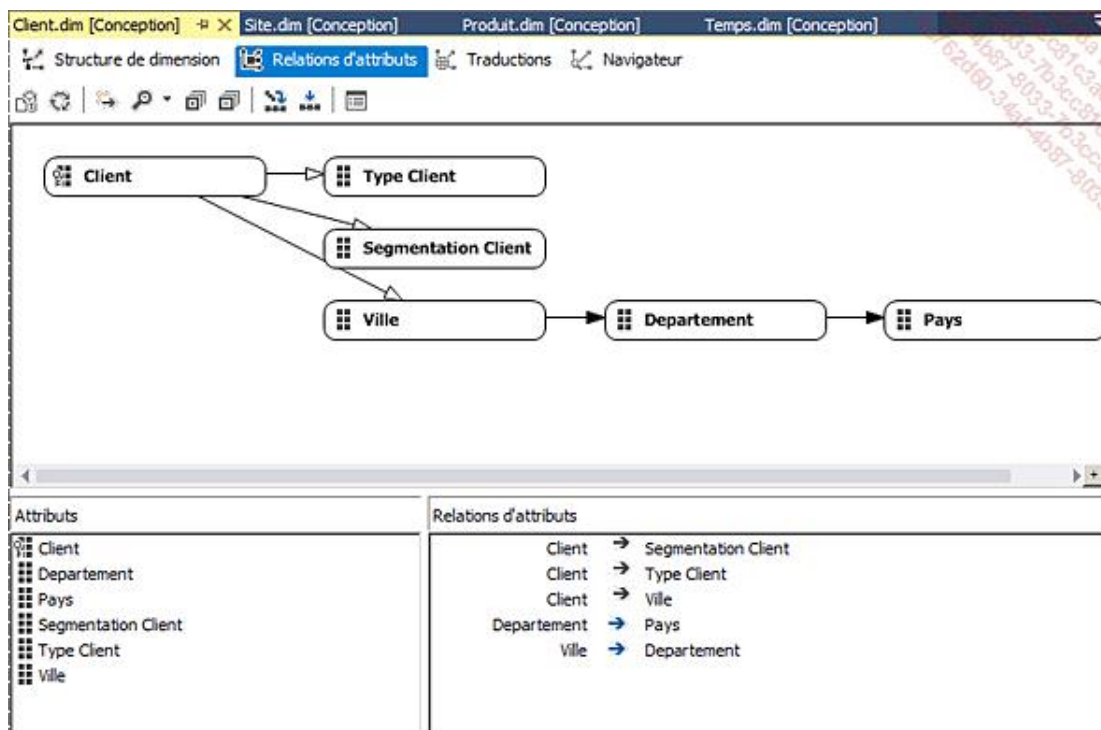 Client.dim [Conception] Site.dim [Conception] Produit.dim [Conception] Temps.dim [Conception]
Structure de dimension Relations d'attributs Traductions Navigateur
Client Type Client
Segmentation Client
Ville Departement Pays
Attributs Relations d'attributs
Client
Departement
Pays
Segmentation Client
Type Client
Ville
Client → Segmentation Client
Client → Type Client
Client → Ville
Departement → Pays
Ville → Departement